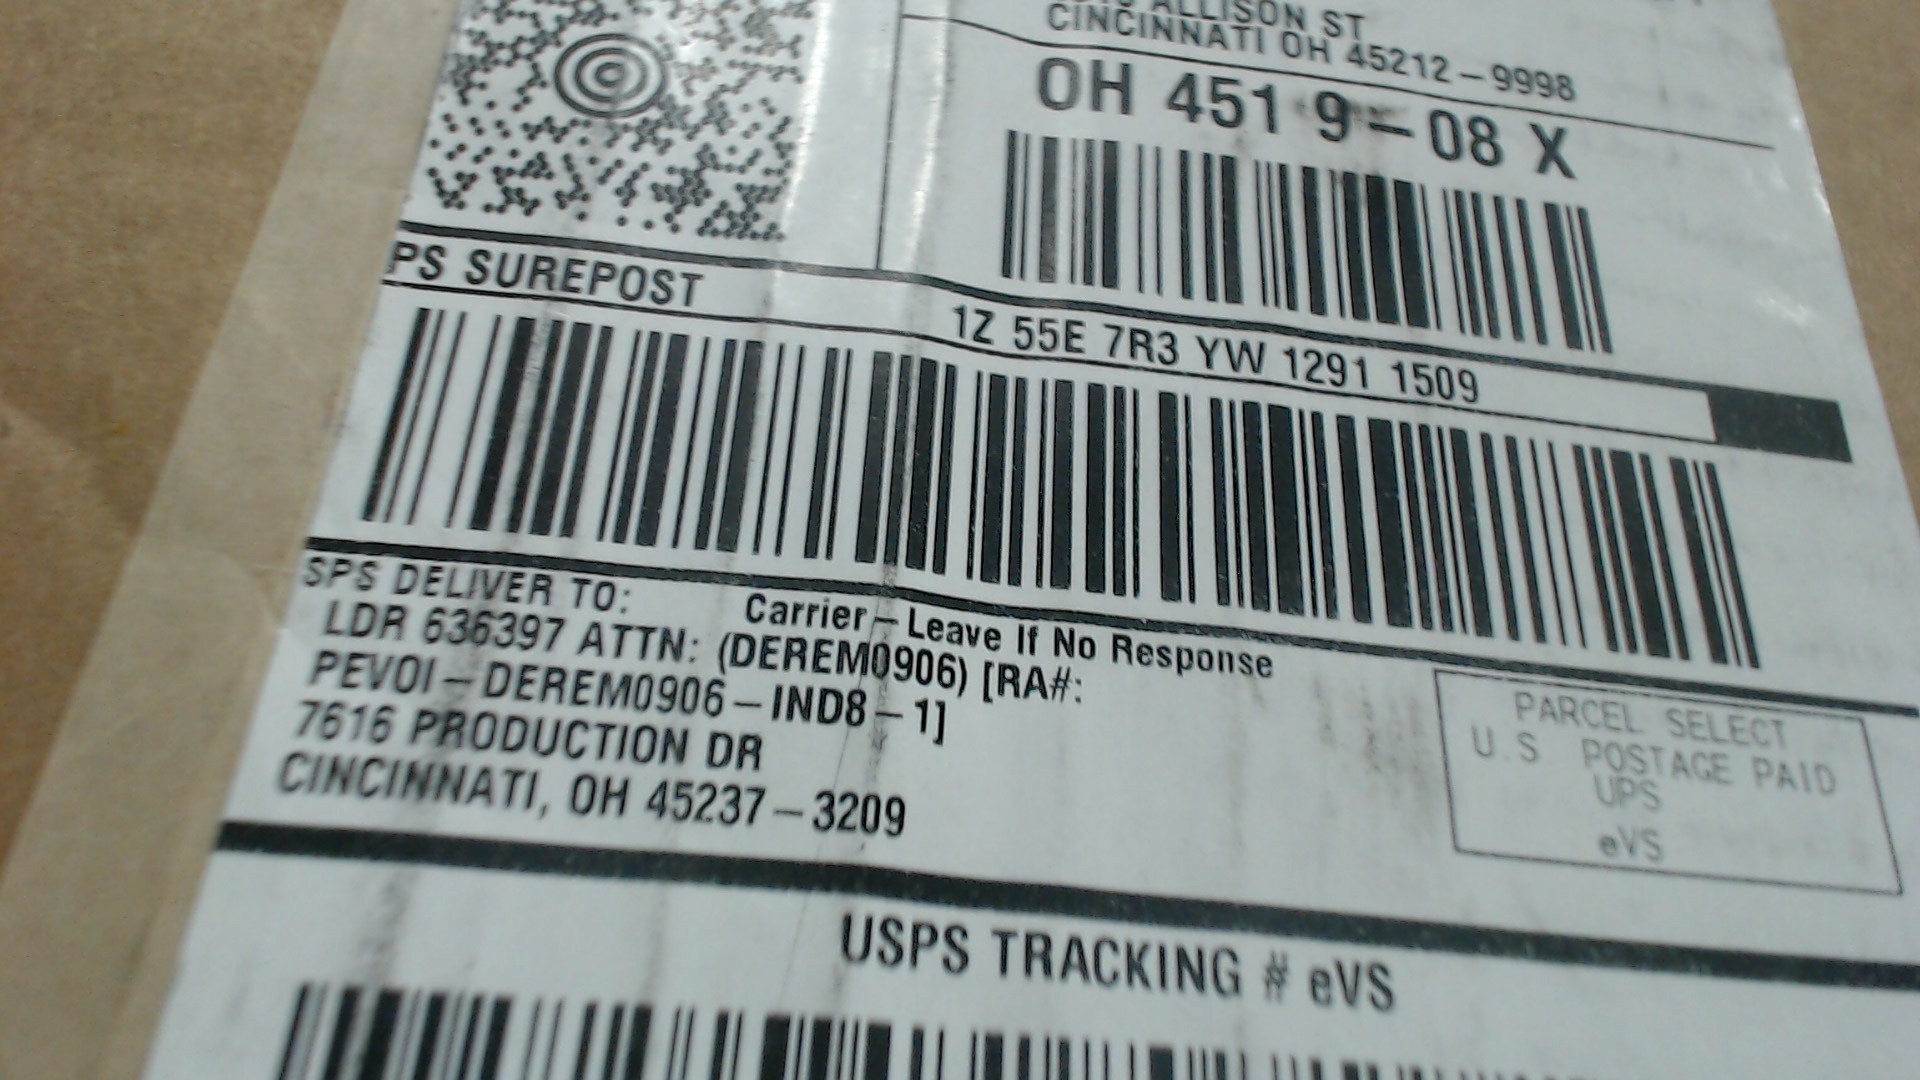 ALLISON ST
CINCINNATI OH 45212-9998
OH 451 9-08 X
PS SUREPOST
1Z 55E 7R3 YW 1291 1509
SPS DELIVER TO:
Carrier-Leave If No Response
LDR 636397 ATTN: (DEREM0906) [RA#:
PEVOI-DEREM0906-IND8-1]
7616 PRODUCTION DR
CINCINNATI, OH 45237-3209
PARCEL SELECT
U.S POSTAGE PAID
UPS
eVS
USPS TRACKING # eVS